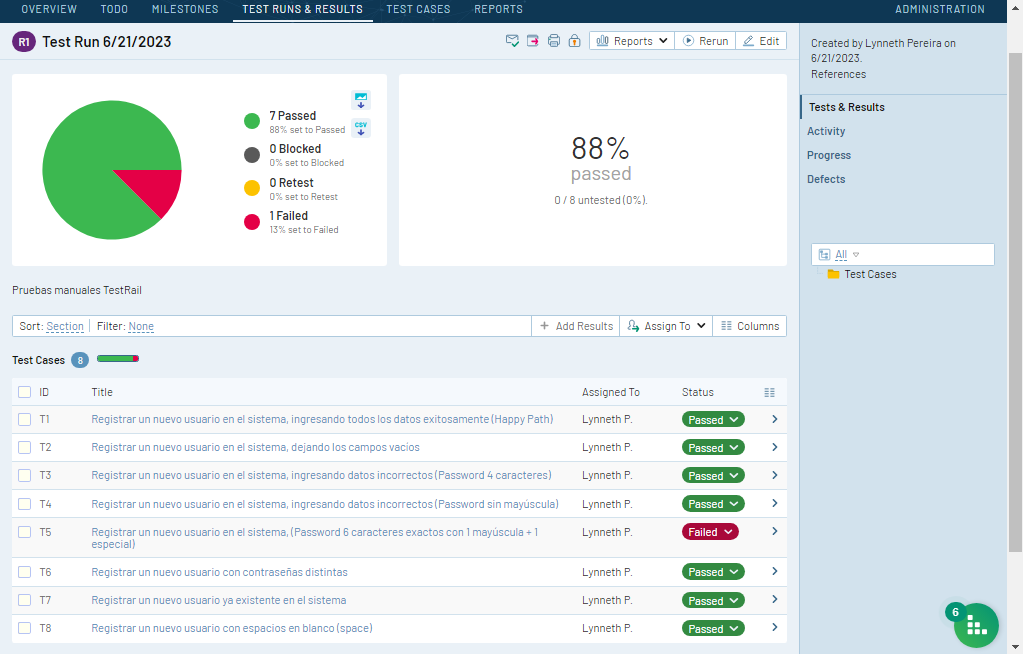 OVERVIEW TODO MILESTONES TEST RUNS & RESULTS TEST CASES REPORTS ADMINISTRATION
R1 Test Run 6/21/2023
Reports Rerun Edit
7 Passed
88% set to Passed
0 Blocked
0% set to Blocked
0 Retest
0% set to Retest
1 Failed
13% set to Failed
CSV
88%
passed
0 / 8 untested (0%).
Pruebas manuales TestRail
Sort: Section Filter: None
Add Results Assign To Columns
Test Cases 8
ID Title Assigned To Status
T1 Registrar un nuevo usuario en el sistema, ingresando todos los datos exitosamente (Happy Path) Lynneth P. Passed
T2 Registrar un nuevo usuario en el sistema, dejando los campos vacíos Lynneth P. Passed
T3 Registrar un nuevo usuario en el sistema, ingresando datos incorrectos (Password 4 caracteres) Lynneth P. Passed
T4 Registrar un nuevo usuario en el sistema, ingresando datos incorrectos (Password sin mayúscula) Lynneth P. Passed
T5 Registrar un nuevo usuario en el sistema, (Password 6 caracteres exactos con 1 mayúscula + 1 Lynneth P. Failed
especial)
T6 Registrar un nuevo usuario con contraseñas distintas Lynneth P. Passed
T7 Registrar un nuevo usuario ya existente en el sistema Lynneth P. Passed
T8 Registrar un nuevo usuario con espacios en blanco (space) Lynneth P. Passed
Created by Lynneth Pereira on
6/21/2023.
References
Tests & Results
Activity
Progress
Defects
All
Test Cases
6